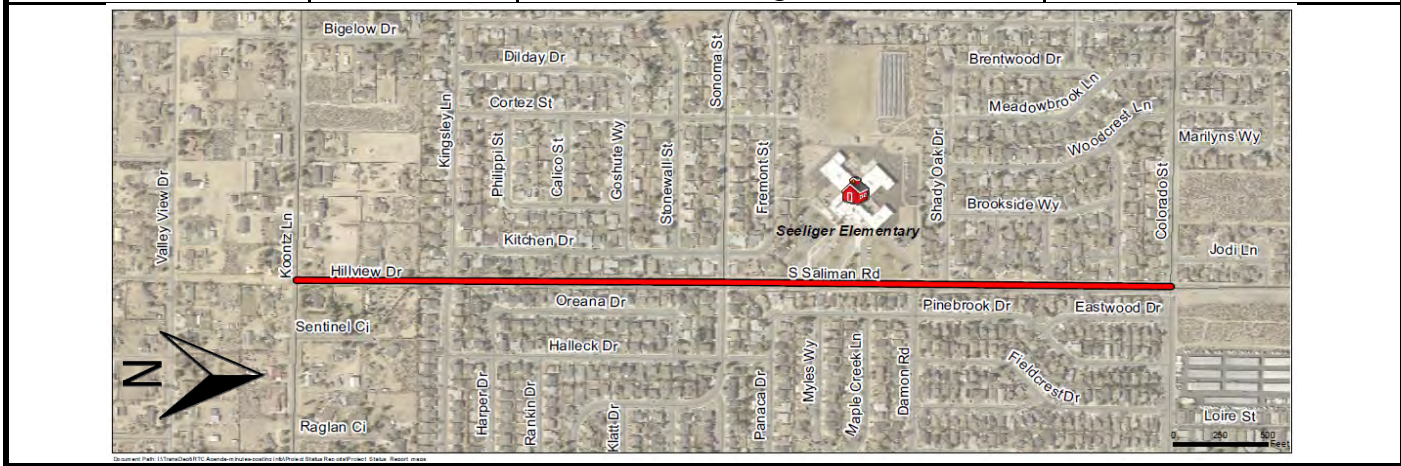 Bigelow Dr
Dilday Dr
Sonoma St
Brentwood Dr
Meadowbrook Ln
Cortez St
Kingsley Ln
Philippi St
Calico St
Goshute Wy
Stonewall St
Fremont St
Shady Oak Dr
Woodcrest Ln
Marilyns Wy
Valley View Dr
Koontz Ln
Kitchen Dr
Seeliger Elementary
Brookside Wy
Colorado St
Jodi Ln
Hillview Dr
S Saliman Rd
Oreana Dr
Pinebrook Dr
Eastwood Dr
Sentinel Ci
Halleck Dr
N
Harper Dr
Rankin Dr
Klatt Dr
Panaca Dr
Myles Wy
Maple Creek Ln
Damon Rd
Fieldcrest Dr
Raglan Ci
Loire St
0 250 500
Feet